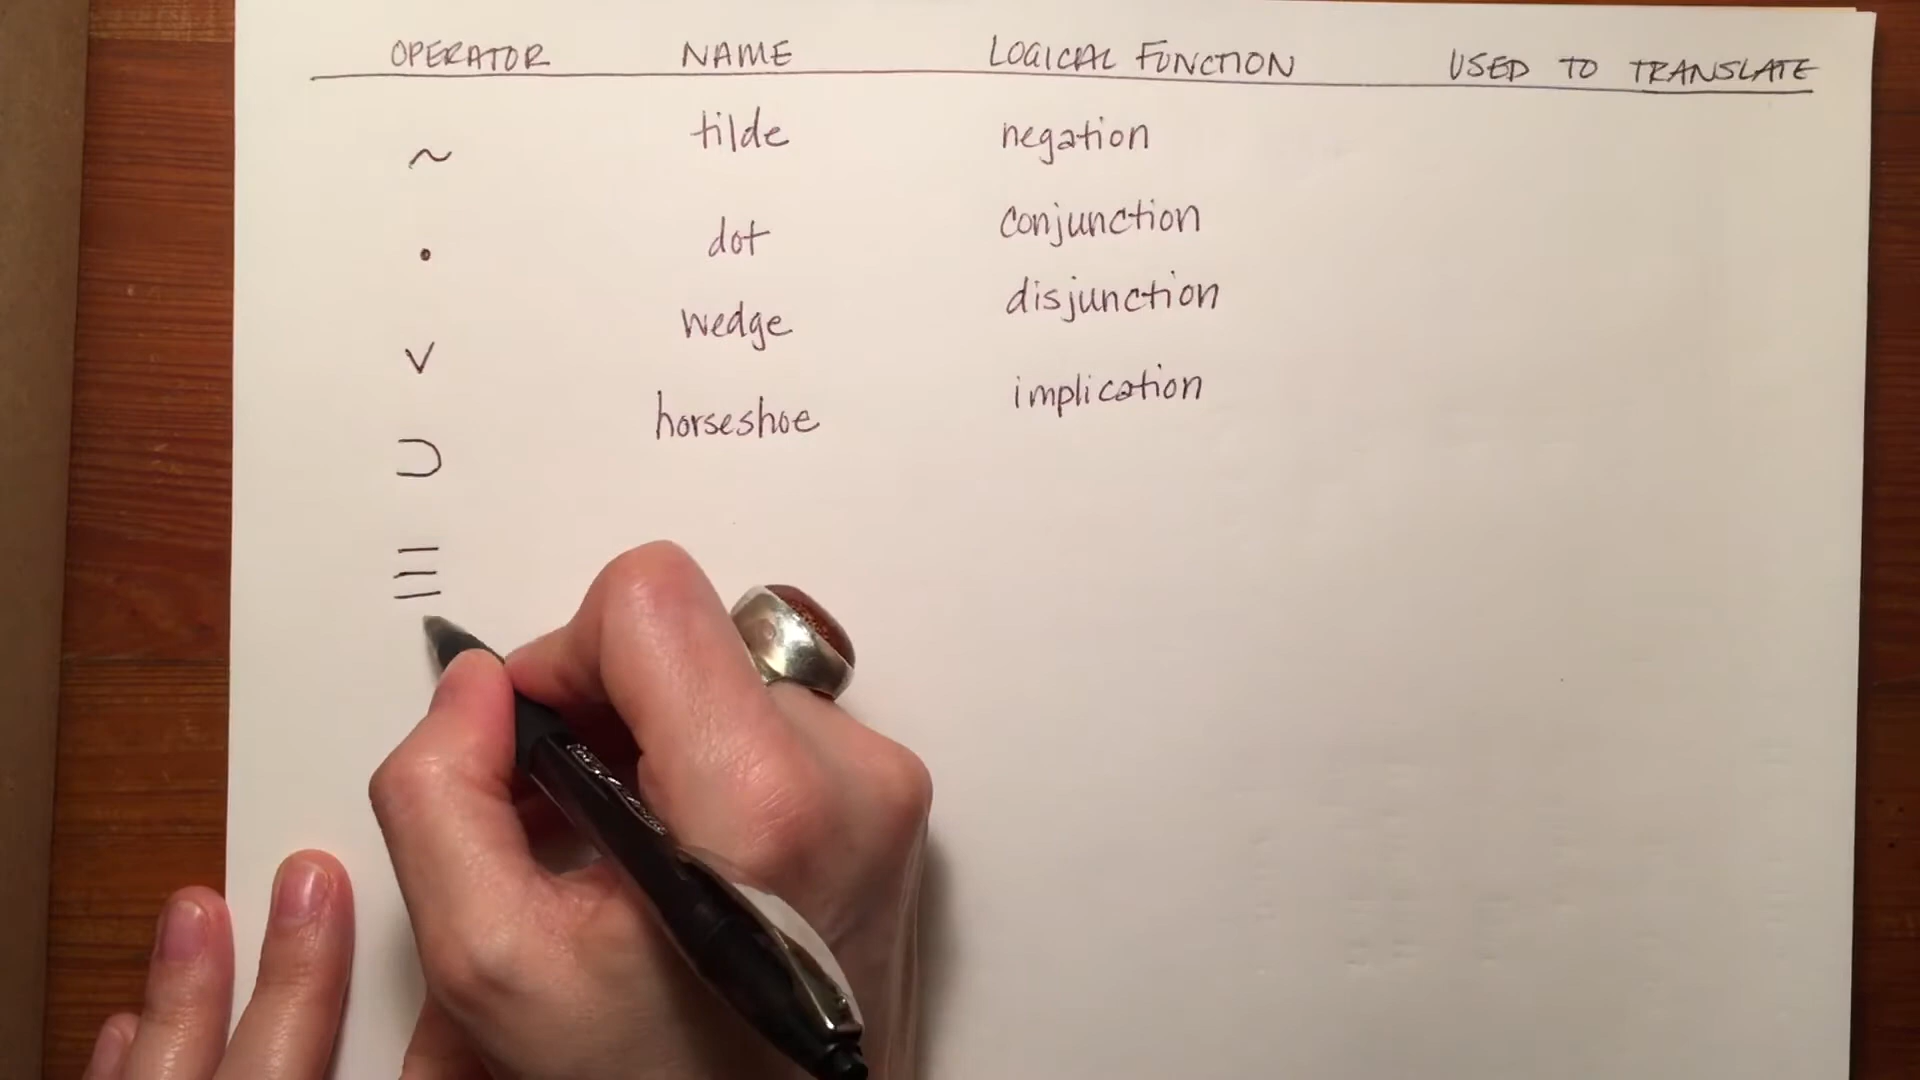 OPERATOR NAME LOGICAL FUNCTION USED TO TRANSLATE
~ tilde negation
• dot conjunction
v wedge disjunction
⊃ horseshoe implication
≡